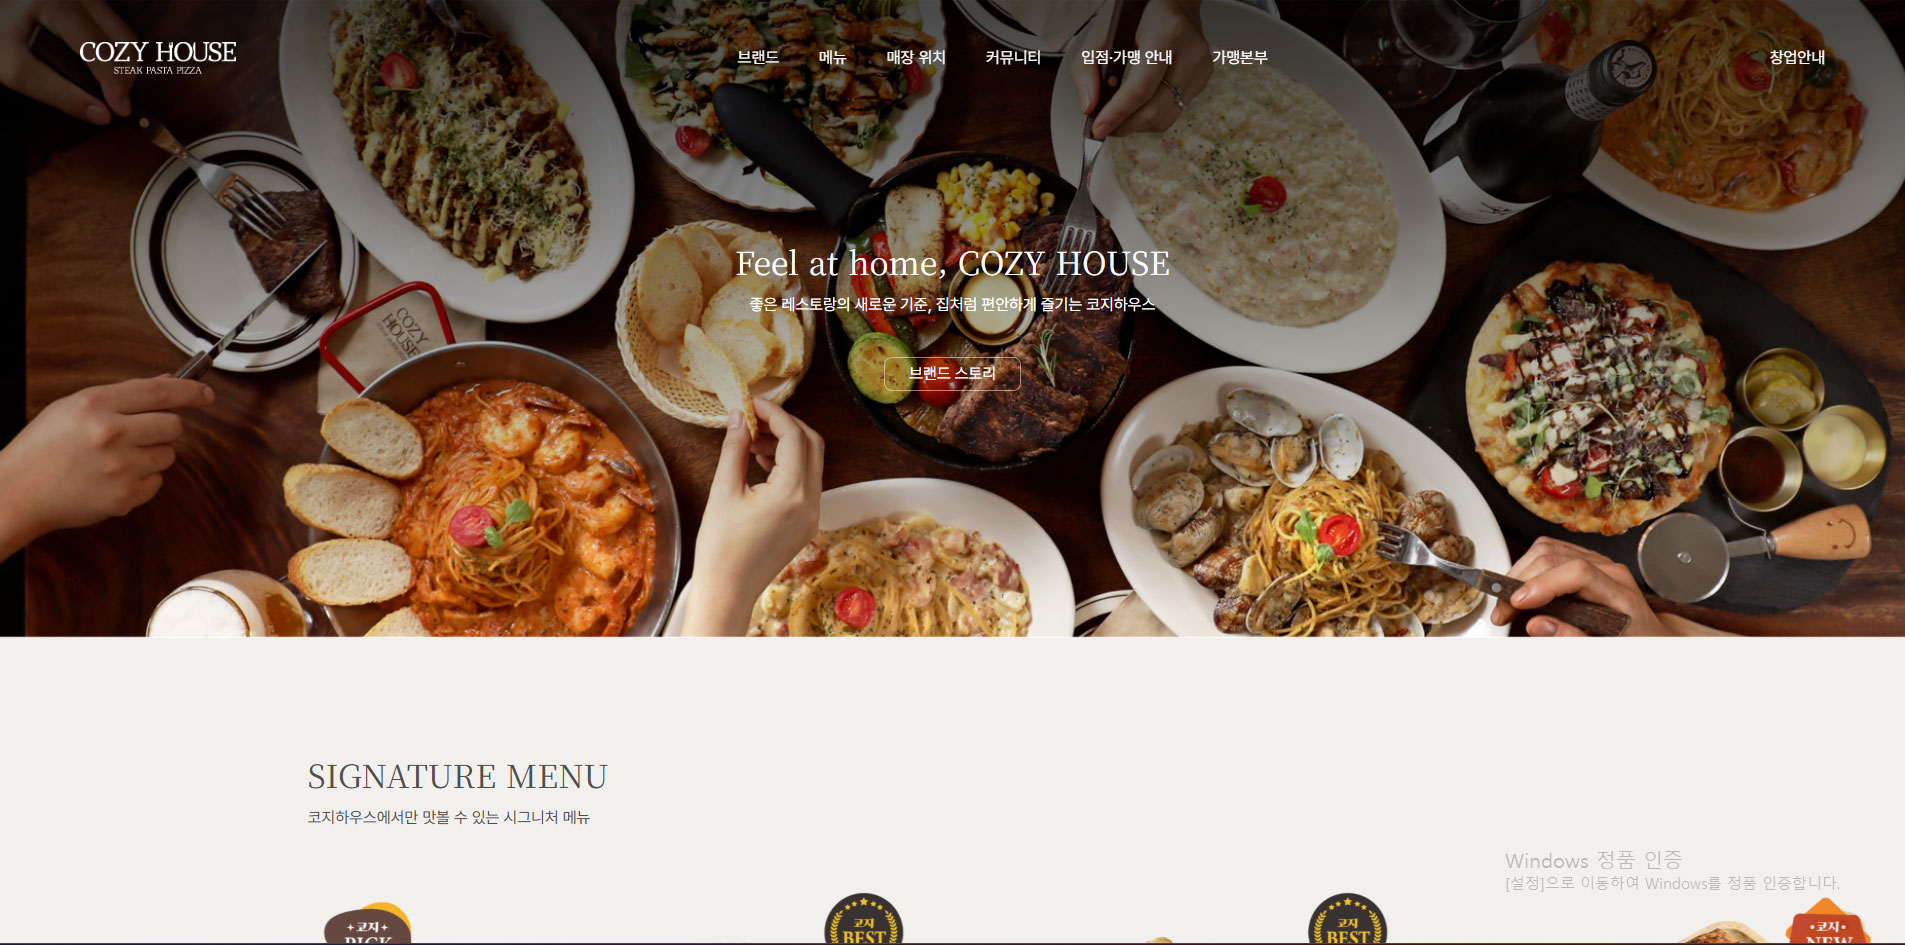 COZY HOUSE
STEAK PASTA PIZZA
브랜드
메뉴
매장 위치
커뮤니티
입점·가맹 안내
가맹본부
창업안내
Feel at home, COZY HOUSE
좋은 레스토랑의 새로운 기준, 집처럼 편안하게 즐기는 코지하우스
브랜드 스토리
COZY
HOUSE
SIGNATURE MENU
코지하우스에서만 맛볼 수 있는 시그니처 메뉴
Windows 정품 인증
[설정]으로 이동하여 Windows를 정품 인증합니다.
코지
PICK
코지
BEST
코지
BEST
코지
NEW